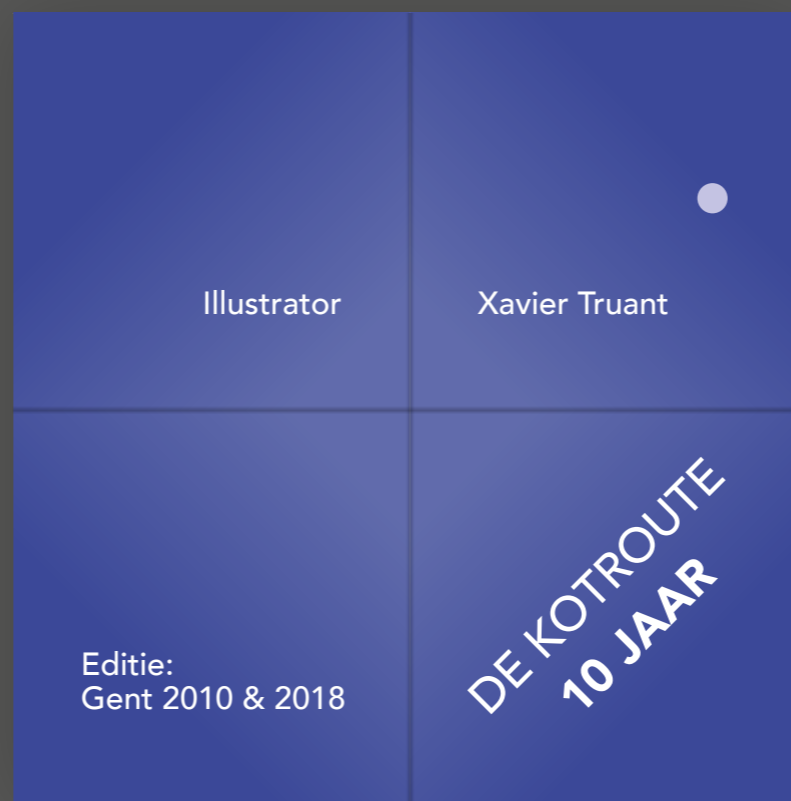 Illustrator
Xavier Truant
Editie:
Gent 2010 & 2018
DE KOTROUTE
10 JAAR